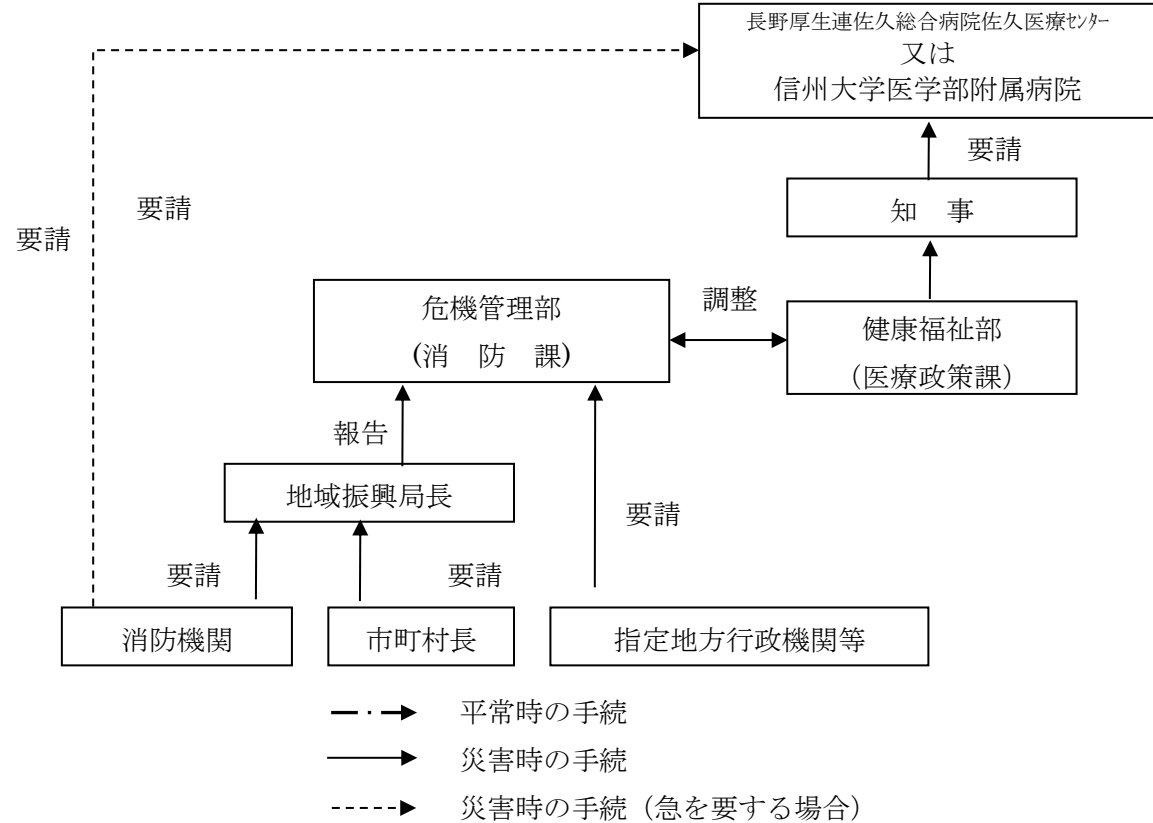 長野厚生連佐久総合病院佐久医療ｾﾝﾀｰ
又は
信州大学医学部附属病院
要請
知　事
要請
要請
危機管理部
(消　防　課)
調整
健康福祉部
（医療政策課）
報告
地域振興局長
要請
要請
要請
消防機関
市町村長
指定地方行政機関等
平常時の手続
災害時の手続
災害時の手続（急を要する場合）